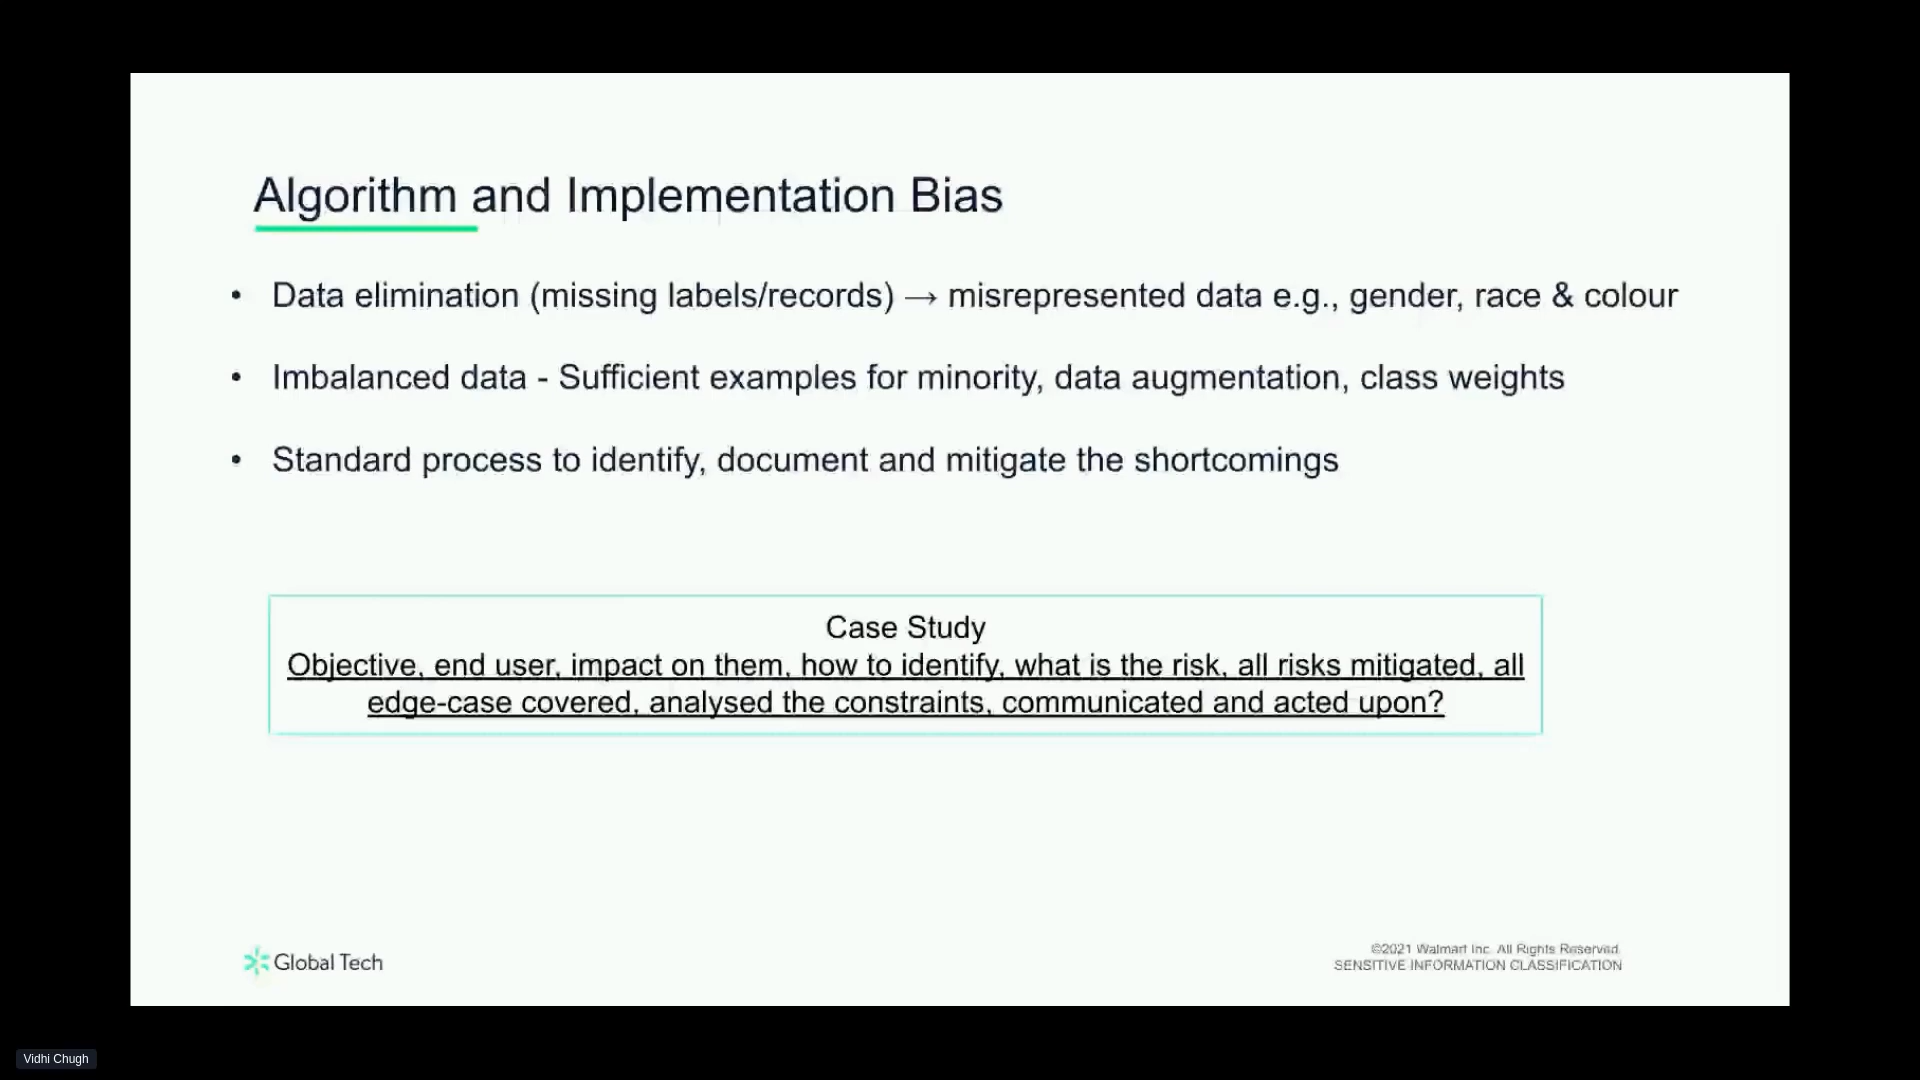 Algorithm and Implementation Bias
• Data elimination (missing labels/records) → misrepresented data e.g., gender, race & colour
• Imbalanced data - Sufficient examples for minority, data augmentation, class weights
• Standard process to identify, document and mitigate the shortcomings
Case Study
Objective, end user, impact on them, how to identify, what is the risk, all risks mitigated, all
edge-case covered, analysed the constraints, communicated and acted upon?
Global Tech
©2021 Walmart Inc. All Rights Reserved.
SENSITIVE INFORMATION CLASSIFICATION
Vidhi Chugh